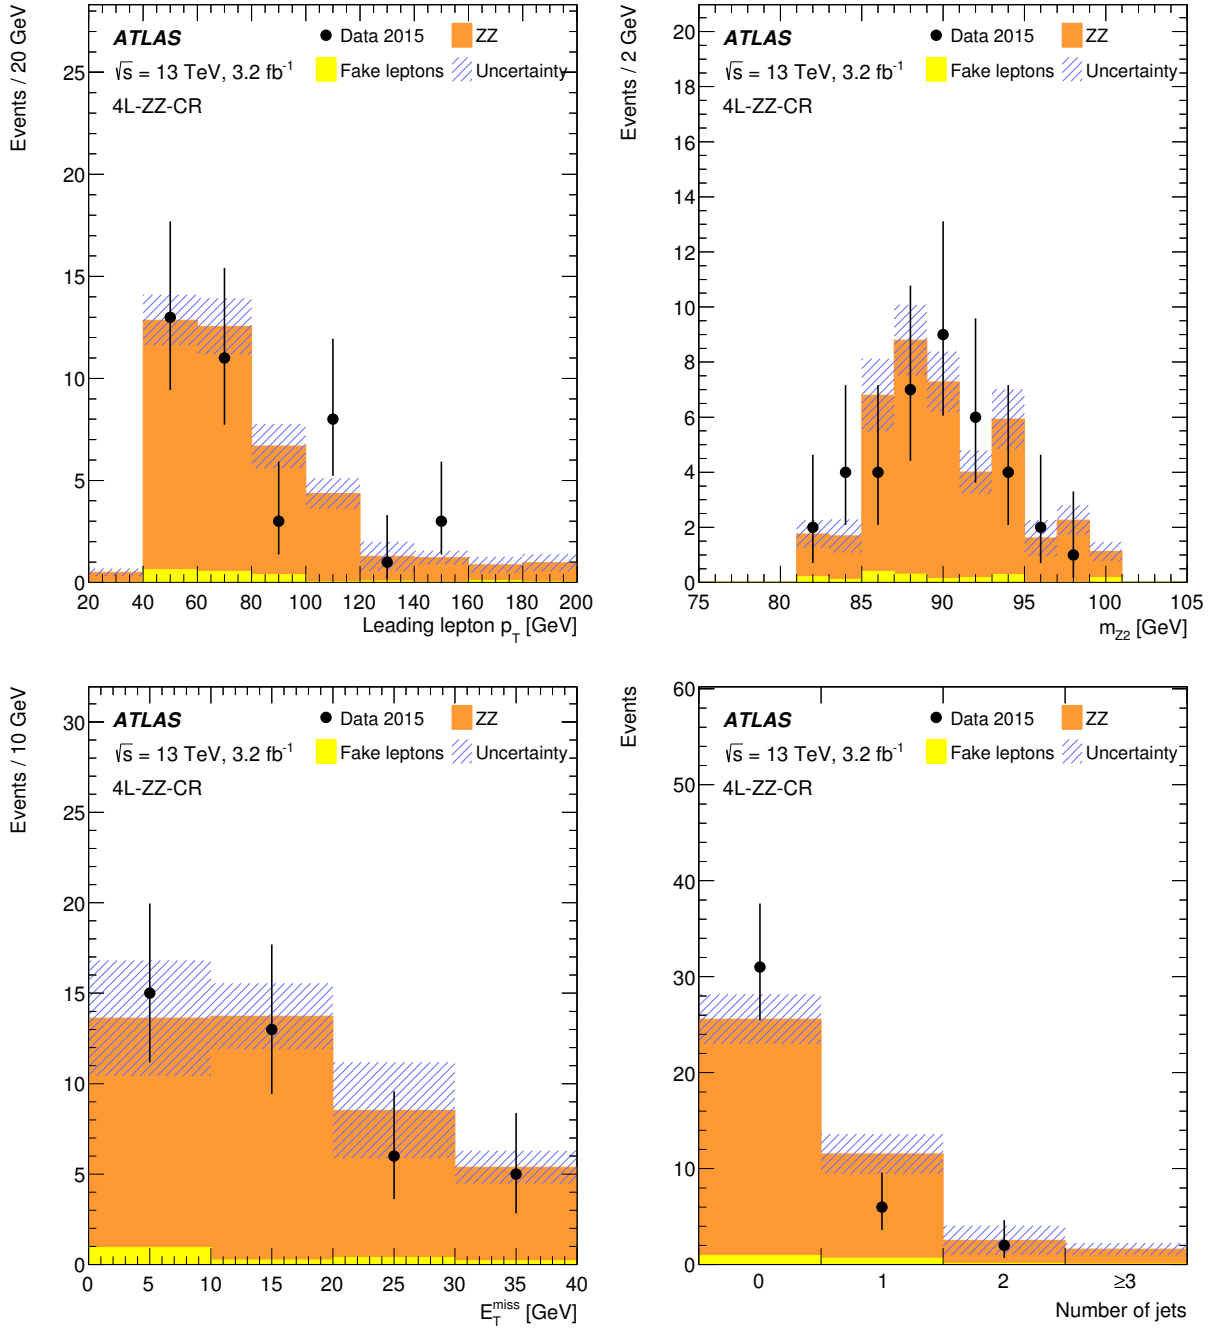 Events / 20 GeV
ATLAS
√s = 13 TeV, 3.2 fb⁻¹
4L-ZZ-CR
Data 2015
ZZ
Fake leptons
Uncertainty
25
20
15
10
5
0
20 40 60 80 100 120 140 160 180 200
Leading lepton p_T [GeV]
Events / 2 GeV
ATLAS
√s = 13 TeV, 3.2 fb⁻¹
4L-ZZ-CR
Data 2015
ZZ
Fake leptons
Uncertainty
20
18
16
14
12
10
8
6
4
2
0
75 80 85 90 95 100 105
m_Z2 [GeV]
Events / 10 GeV
ATLAS
√s = 13 TeV, 3.2 fb⁻¹
4L-ZZ-CR
Data 2015
ZZ
Fake leptons
Uncertainty
30
25
20
15
10
5
0
0 5 10 15 20 25 30 35 40
E_T^miss [GeV]
Events
ATLAS
√s = 13 TeV, 3.2 fb⁻¹
4L-ZZ-CR
Data 2015
ZZ
Fake leptons
Uncertainty
60
50
40
30
20
10
0
0 1 2 ≥3
Number of jets